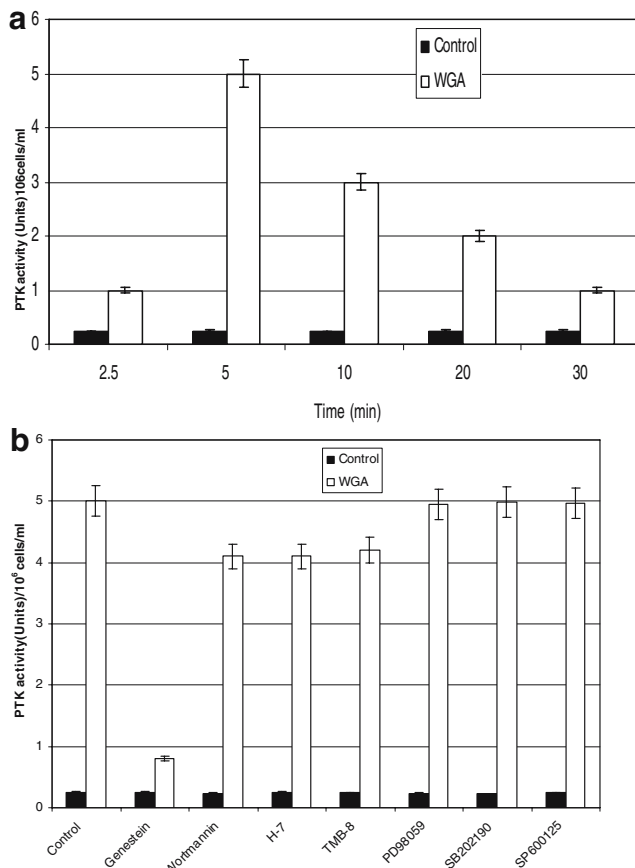 a
PTK activity (Units)106cells/ml
6
5
4
3
2
1
0
Control
WGA
2.5 5 10 20 30
Time (min)
b
PTK activity(Units)/10⁶ cells/ml
6
5
4
3
2
1
0
Control
WGA
Control Genestein Wortmannin H-7 TMB-8 PD98059 SB202190 SP600125